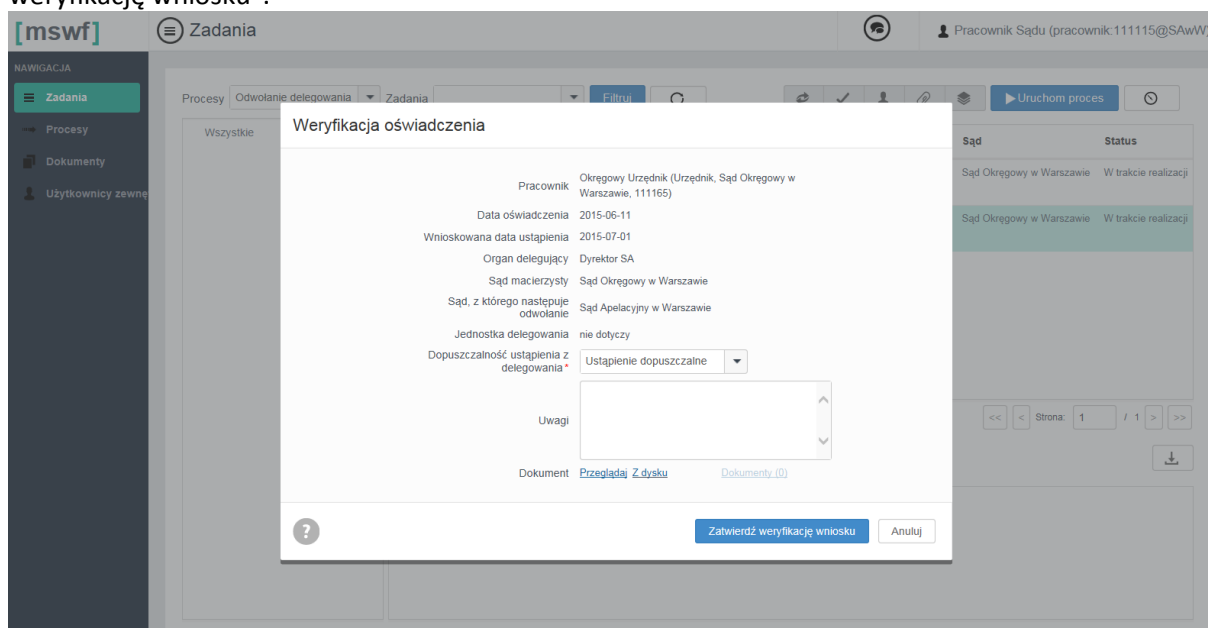 weryfikację wniosku".
[mswf]
Zadania
Pracownik Sądu (pracownik:111115@SAwW)
NAWIGACJA
Zadania
Procesy
Dokumenty
Użytkownicy zewnę
Procesy Odwołanie delegowania Zadania Filtruj Uruchom proces
Wszystkie
Sąd Status
Sąd Okręgowy w Warszawie W trakcie realizacji
Sąd Okręgowy w Warszawie W trakcie realizacji
Weryfikacja oświadczenia
Pracownik Okręgowy Urzędnik (Urzędnik, Sąd Okręgowy w
Warszawie, 111165)
Data oświadczenia 2015-06-11
Wnioskowana data ustąpienia 2015-07-01
Organ delegujący Dyrektor SA
Sąd macierzysty Sąd Okręgowy w Warszawie
Sąd, z którego następuje
odwołanie Sąd Apelacyjny w Warszawie
Jednostka delegowania nie dotyczy
Dopuszczalność ustąpienia z
delegowania* Ustąpienie dopuszczalne
Uwagi
Dokument Przeglądaj Z dysku Dokumenty (0)
<< < Strona: 1 / 1 > >>
? Zatwierdź weryfikację wniosku Anuluj